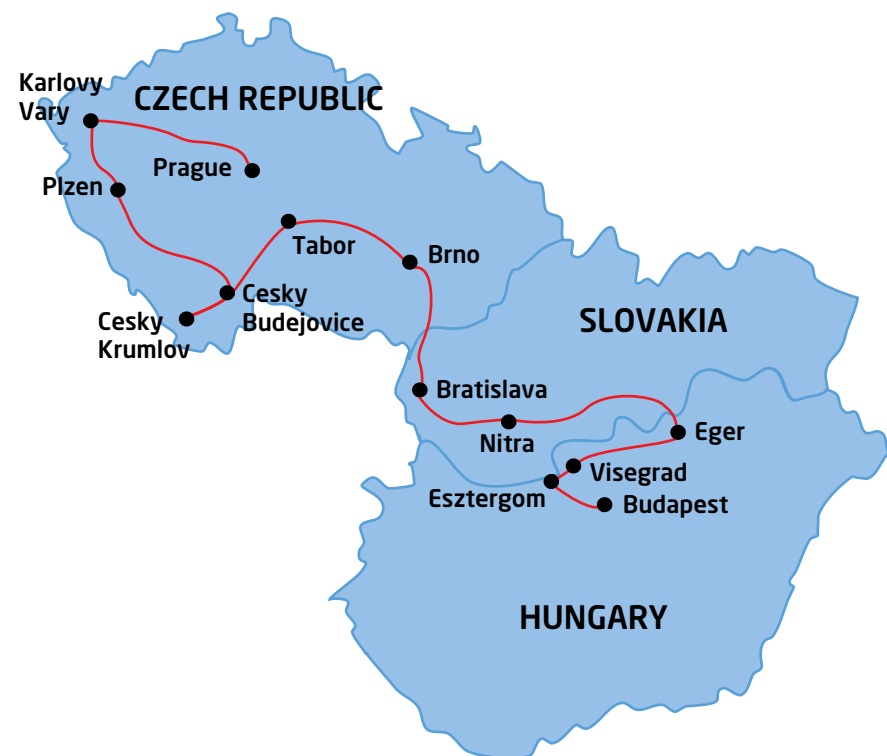 Karlovy
Vary
CZECH REPUBLIC
Prague
Plzen
Tabor
Brno
Cesky
Budejovice
Cesky
Krumlov
SLOVAKIA
Bratislava
Nitra
Eger
Visegrad
Esztergom
Budapest
HUNGARY